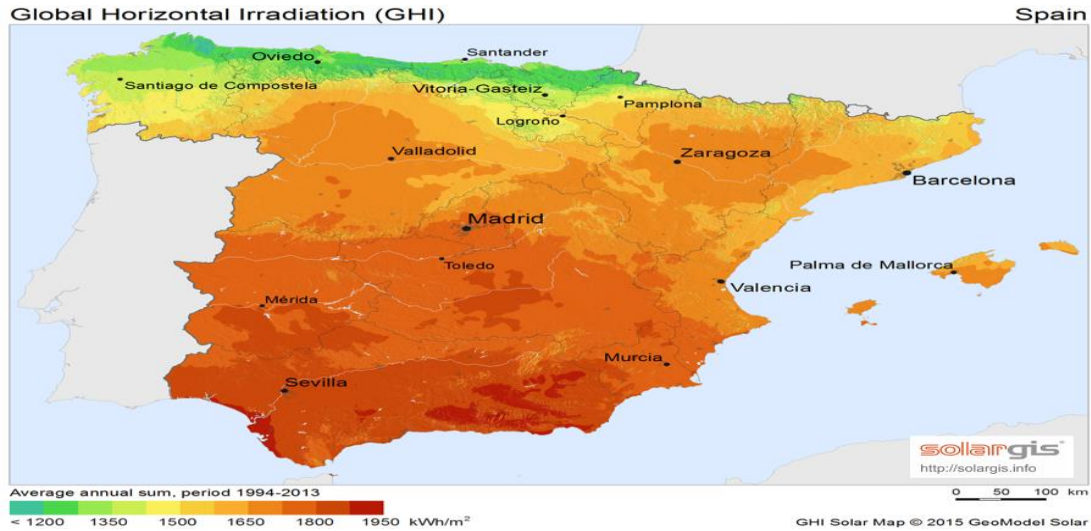 Global Horizontal Irradiation (GHI)
Spain
Oviedo
Santander
Santiago de Compostela
Vitoria-Gasteiz
Pamplona
Logroño
Valladolid
Zaragoza
Barcelona
Madrid
Toledo
Palma de Mallorca
Valencia
Mérida
Murcia
Sevilla
solargis
http://solargis.info
Average annual sum, period 1994-2013
0 50 100 km
< 1200 1350 1500 1650 1800 1950 kWh/m²
GHI Solar Map © 2015 GeoModel Solar